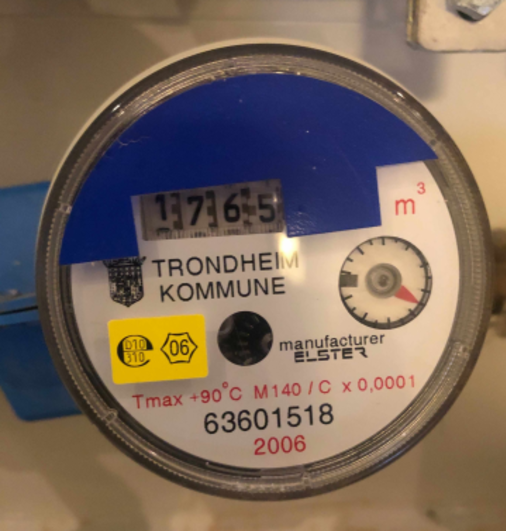 1765
m³
TRONDHEIM
KOMMUNE
manufacturer
ELSTER
06
Tmax +90°C M140 / C x 0,0001
63601518
2006